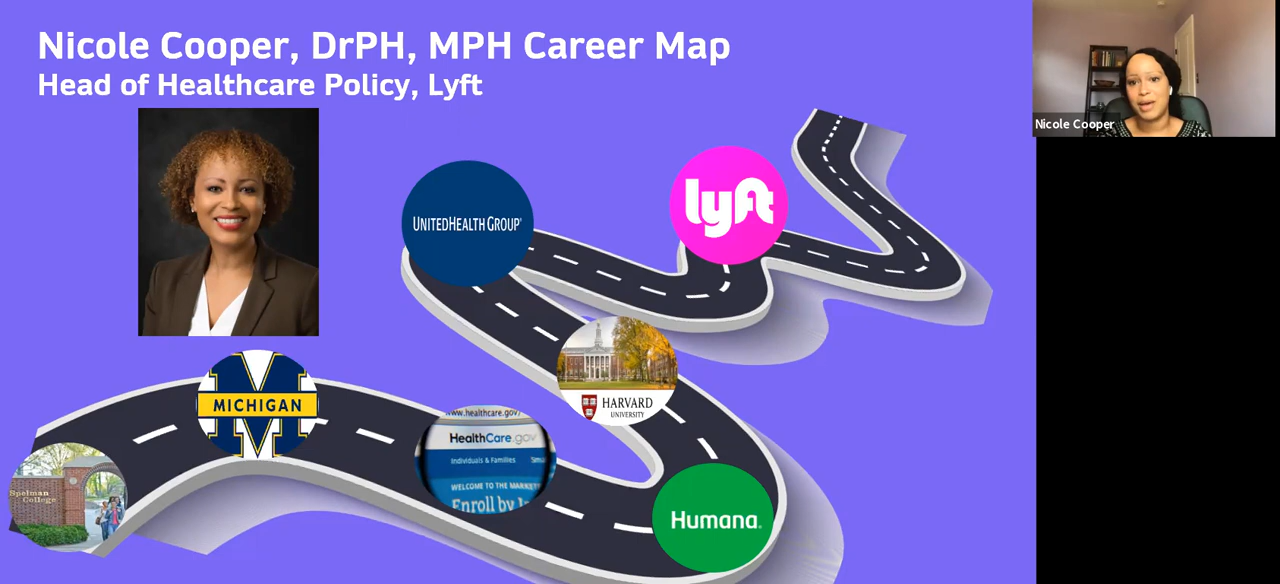 Nicole Cooper, DrPH, MPH Career Map
Head of Healthcare Policy, Lyft
Nicole Cooper
UNITEDHEALTH GROUP®
lyft
HARVARD
UNIVERSITY
MICHIGAN
www.healthcare.gov/
HealthCare.gov
Individuals & Families
WELCOME TO THE
Enroll by
Spelman
College
Humana.